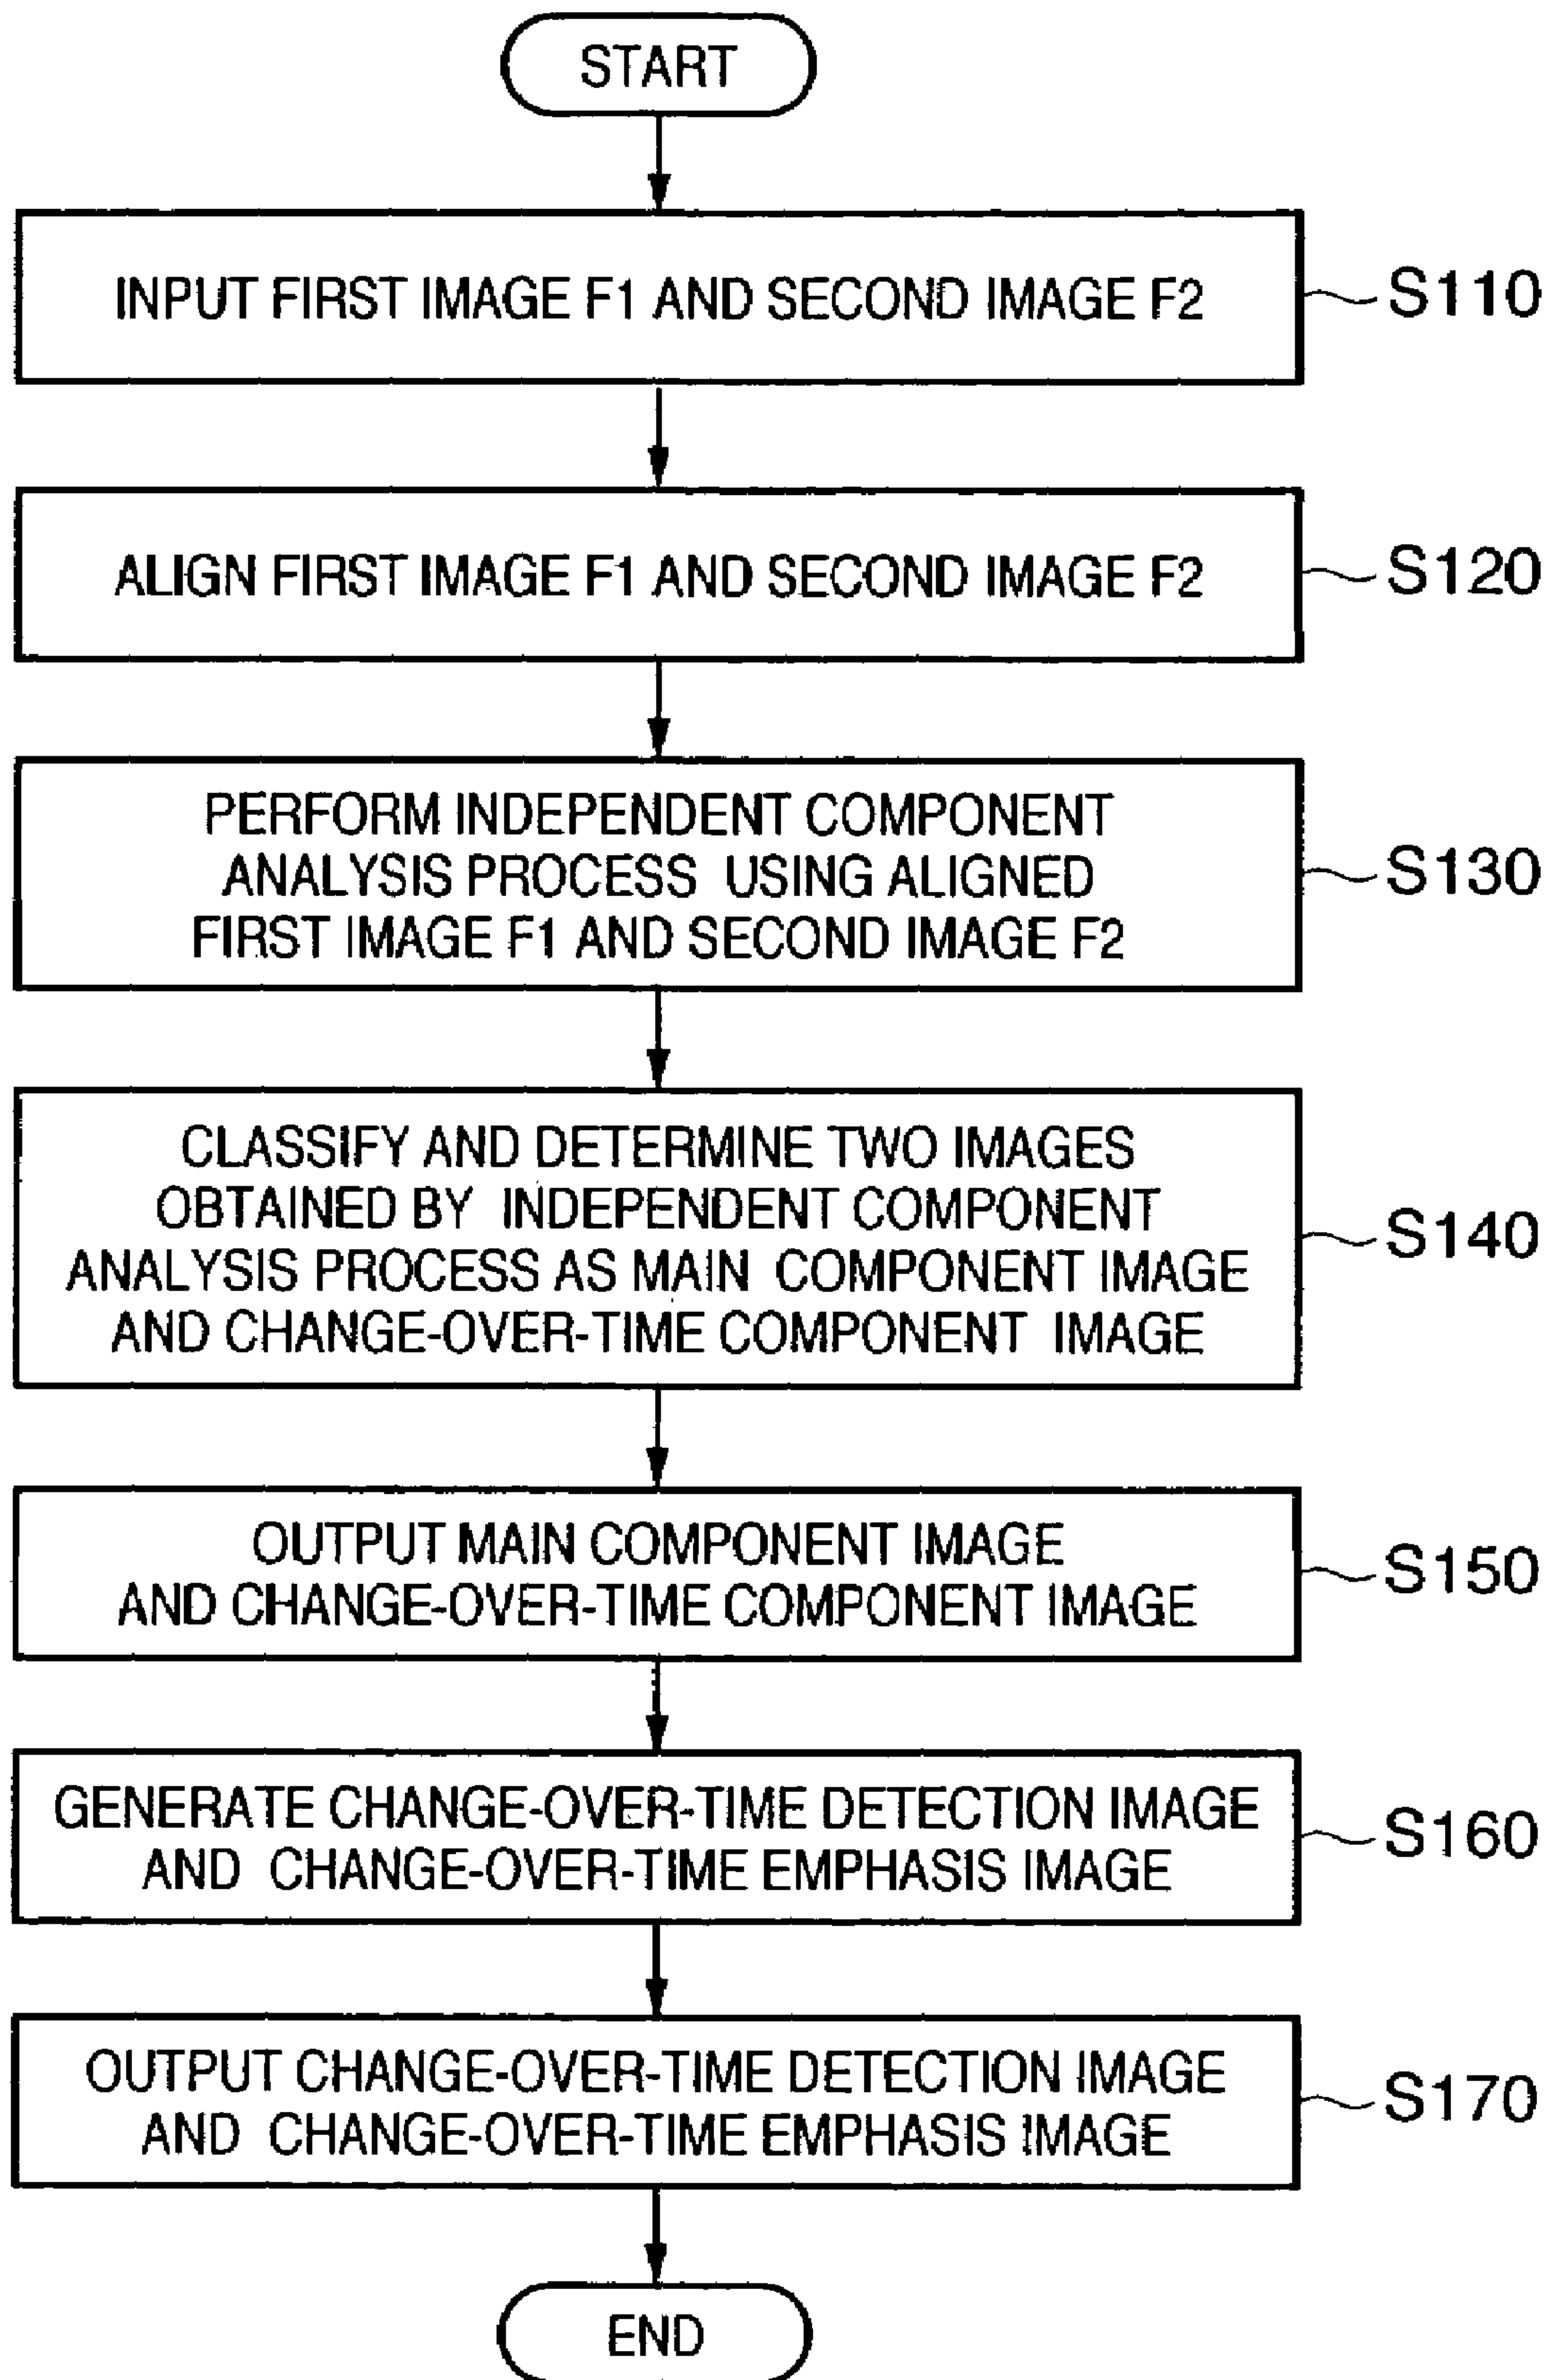 START
INPUT FIRST IMAGE F1 AND SECOND IMAGE F2
S110
ALIGN FIRST IMAGE F1 AND SECOND IMAGE F2
S120
PERFORM INDEPENDENT COMPONENT
ANALYSIS PROCESS USING ALIGNED
FIRST IMAGE F1 AND SECOND IMAGE F2
S130
CLASSIFY AND DETERMINE TWO IMAGES
OBTAINED BY INDEPENDENT COMPONENT
ANALYSIS PROCESS AS MAIN COMPONENT IMAGE
AND CHANGE-OVER-TIME COMPONENT IMAGE
S140
OUTPUT MAIN COMPONENT IMAGE
AND CHANGE-OVER-TIME COMPONENT IMAGE
S150
GENERATE CHANGE-OVER-TIME DETECTION IMAGE
AND CHANGE-OVER-TIME EMPHASIS IMAGE
S160
OUTPUT CHANGE-OVER-TIME DETECTION IMAGE
AND CHANGE-OVER-TIME EMPHASIS IMAGE
S170
END